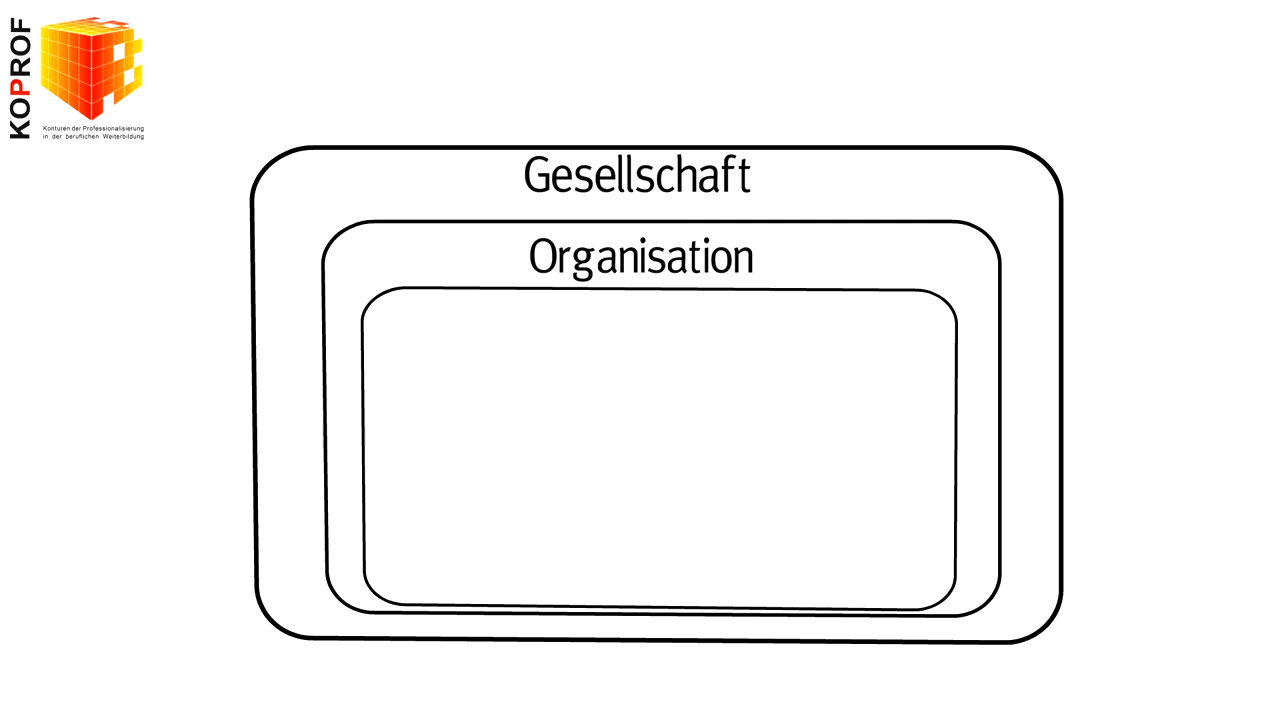 KOPROF
Konturen der Professionalisierung
in der beruflichen Weiterbildung
Gesellschaft
Organisation